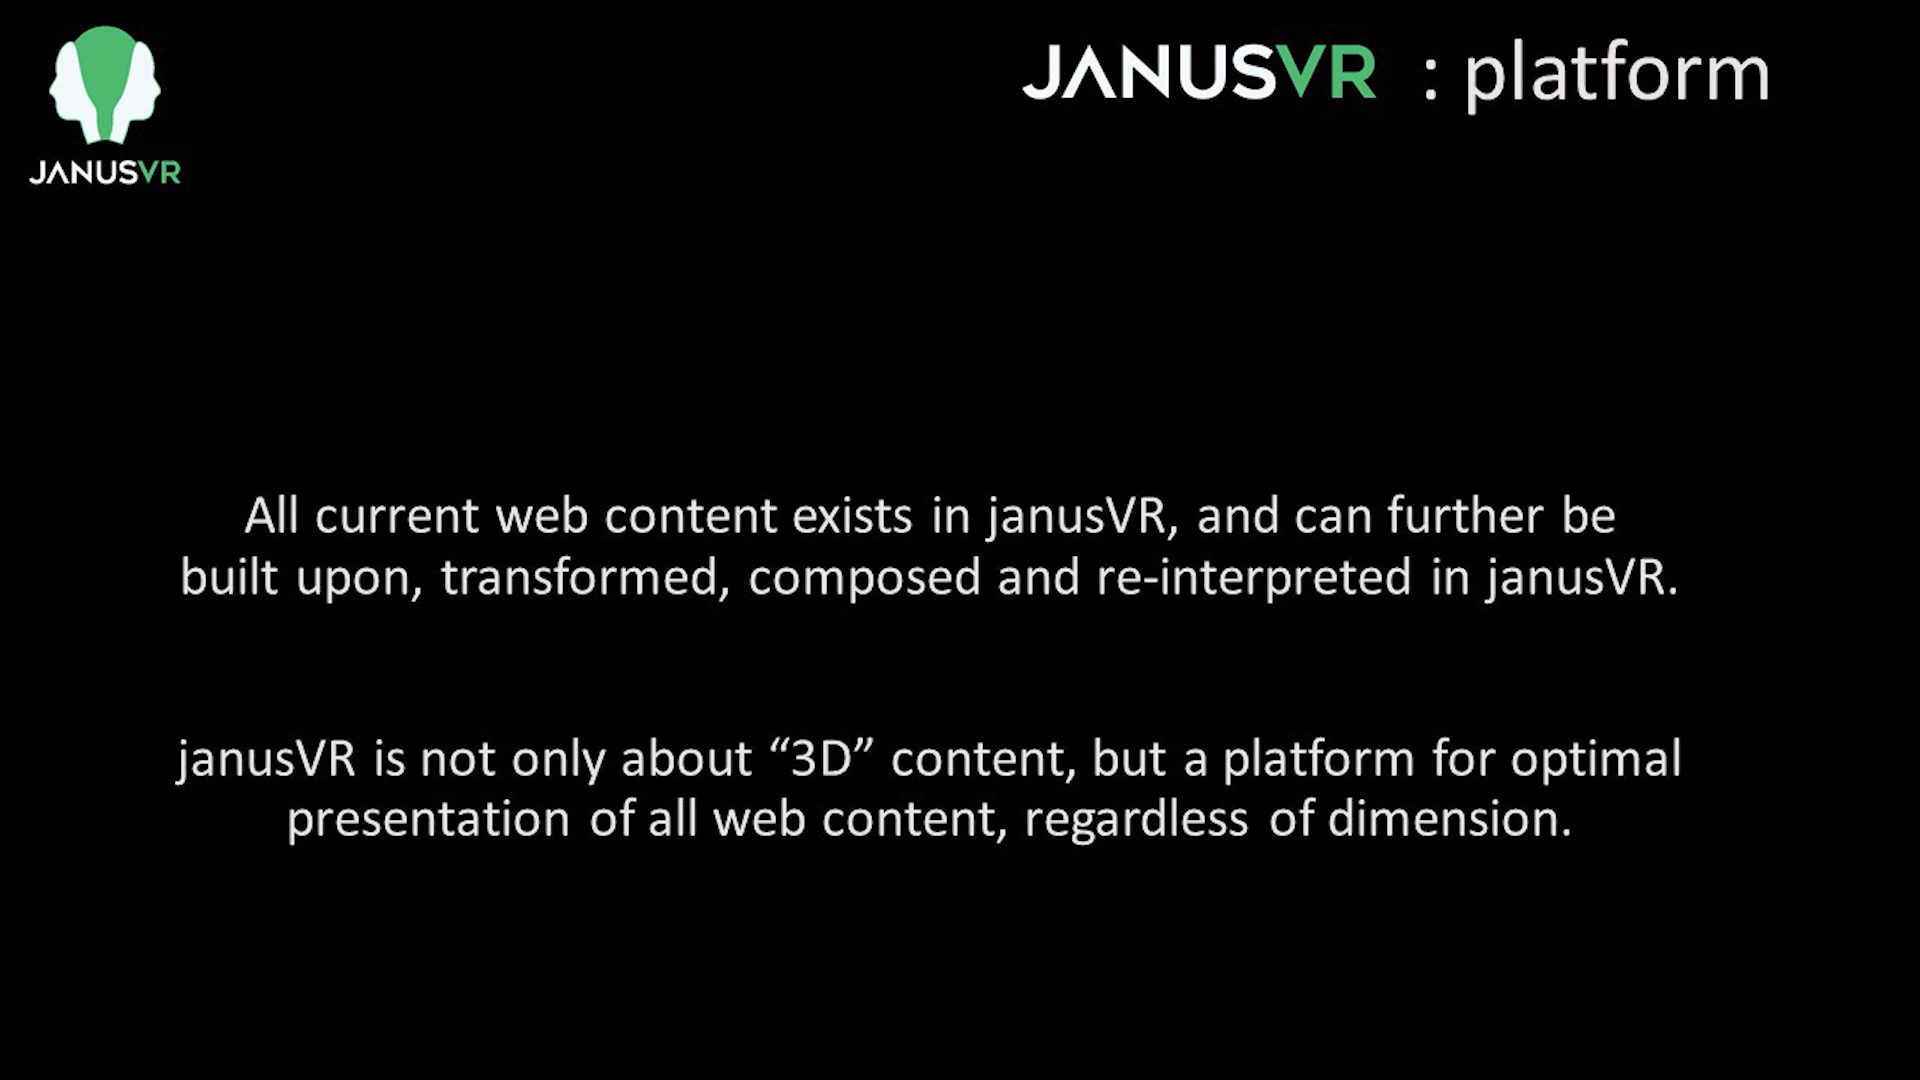 JANUSVR
JANUSVR : platform
All current web content exists in janusVR, and can further be
built upon, transformed, composed and re-interpreted in janusVR.
janusVR is not only about “3D” content, but a platform for optimal
presentation of all web content, regardless of dimension.